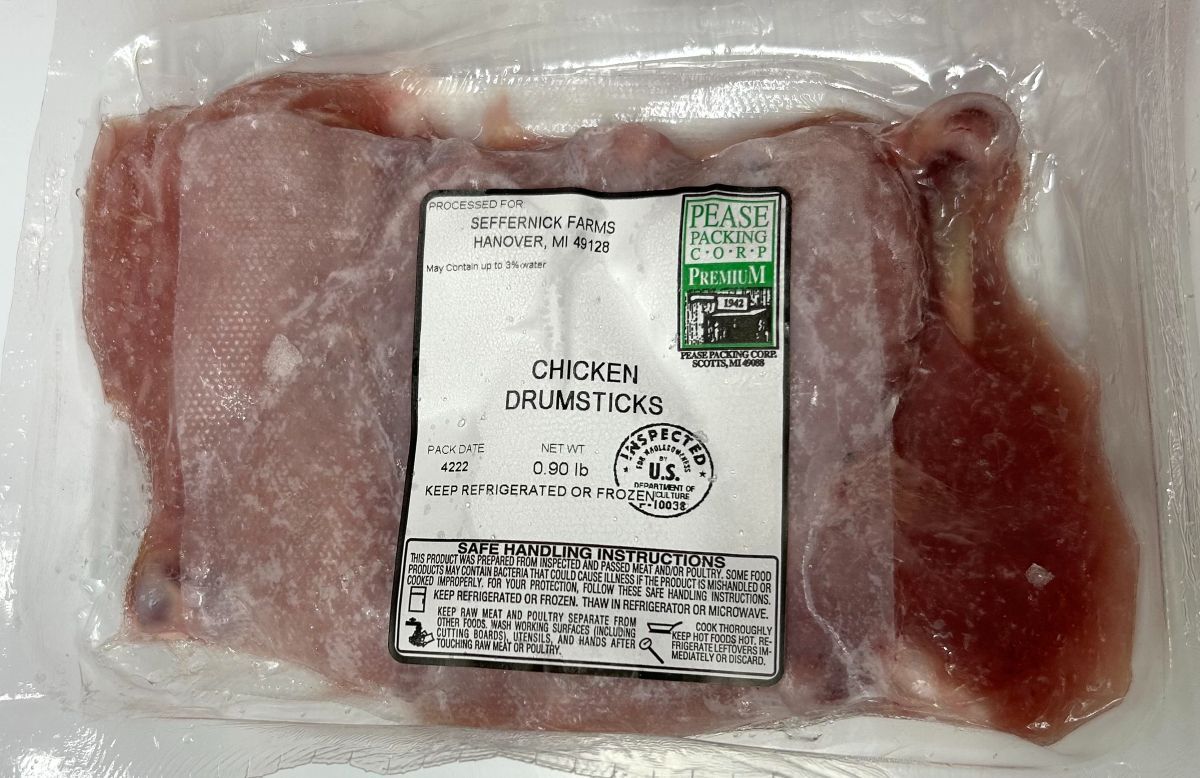 PROCESSED FOR
SEFFERNICK FARMS
HANOVER, MI 49128
May Contain up to 3% water
PEASE
PACKING
C·O·R·P
PREMIUM
1942
PEASE PACKING CORP.
SCOTTS, MI 49088
CHICKEN
DRUMSTICKS
PACK DATE
4222
NET WT
0.90 lb
KEEP REFRIGERATED OR FROZEN
INSPECTED
FOR WHOLESOMENESS
BY
U.S.
DEPARTMENT OF
CULTURE
P-10038
SAFE HANDLING INSTRUCTIONS
THIS PRODUCT WAS PREPARED FROM INSPECTED AND PASSED MEAT AND/OR POULTRY. SOME FOOD
PRODUCTS MAY CONTAIN BACTERIA THAT COULD CAUSE ILLNESS IF THE PRODUCT IS MISHANDLED OR
COOKED IMPROPERLY. FOR YOUR PROTECTION, FOLLOW THESE SAFE HANDLING INSTRUCTIONS.
KEEP REFRIGERATED OR FROZEN. THAW IN REFRIGERATOR OR MICROWAVE.
KEEP RAW MEAT AND POULTRY SEPARATE FROM
OTHER FOODS. WASH WORKING SURFACES (INCLUDING
CUTTING BOARDS), UTENSILS, AND HANDS AFTER
TOUCHING RAW MEAT OR POULTRY.
COOK THOROUGHLY
KEEP HOT FOODS HOT. RE-
FRIGERATE LEFTOVERS IM-
MEDIATELY OR DISCARD.